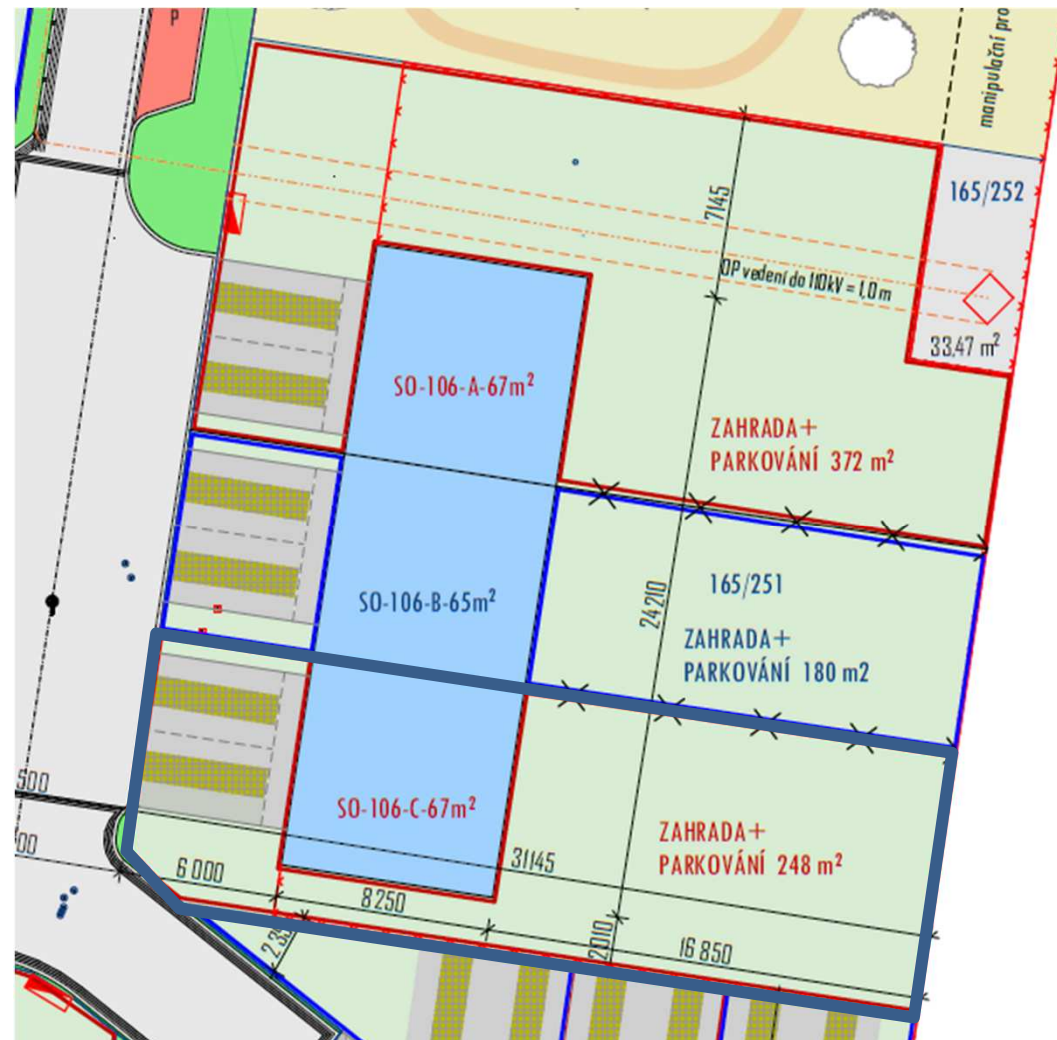 P
manipulační pro
165/252
7145
OP vedení do 110kV = 1,0 m
33,47 m²
SO-106-A-67m²
ZAHRADA+
PARKOVÁNÍ 372 m²
165/251
SO-106-B-65m²
24 210
ZAHRADA+
PARKOVÁNÍ 180 m2
500
SO-106-C-67m²
ZAHRADA+
PARKOVÁNÍ 248 m²
00
6 000
31145
8 250
2010
16 850